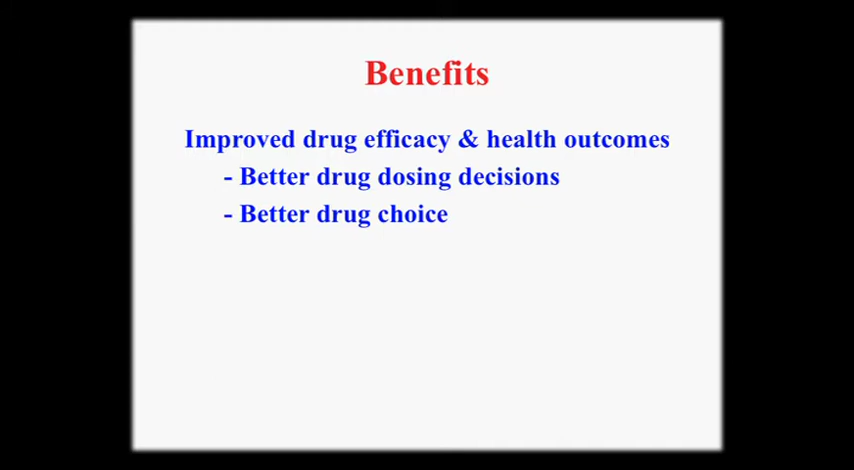 Benefits
Improved drug efficacy & health outcomes
- Better drug dosing decisions
- Better drug choice